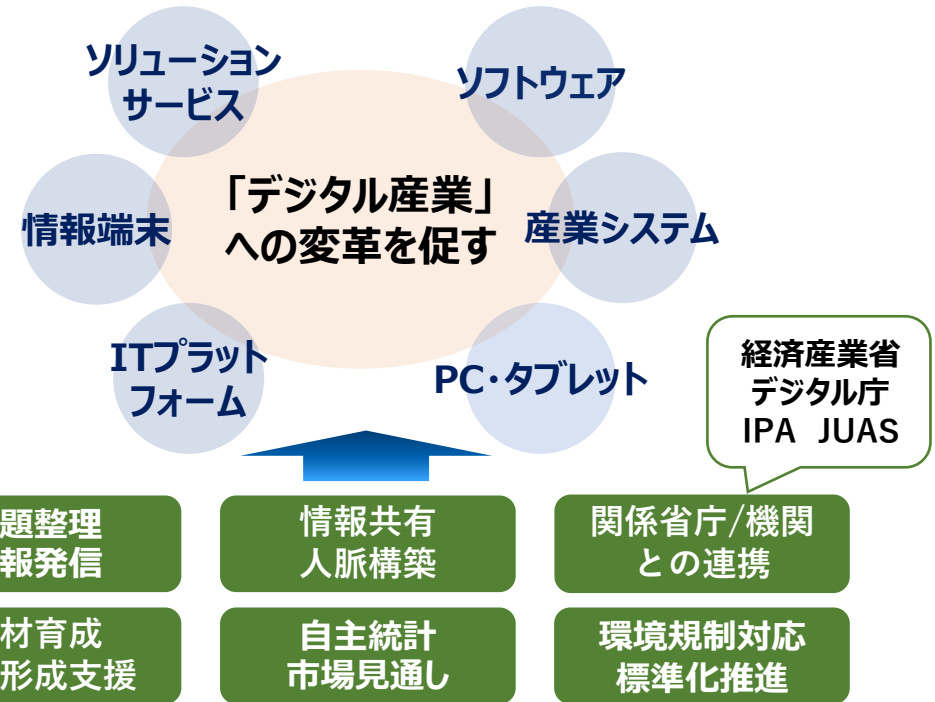 ソリューション
サービス
ソフトウェア
「デジタル産業」
への変革を促す
情報端末
産業システム
ITプラット
フォーム
PC・タブレット
経済産業省
デジタル庁
IPA JUAS
題整理
報発信
情報共有
人脈構築
関係省庁/機関
との連携
材育成
形成支援
自主統計
市場見通し
環境規制対応
標準化推進